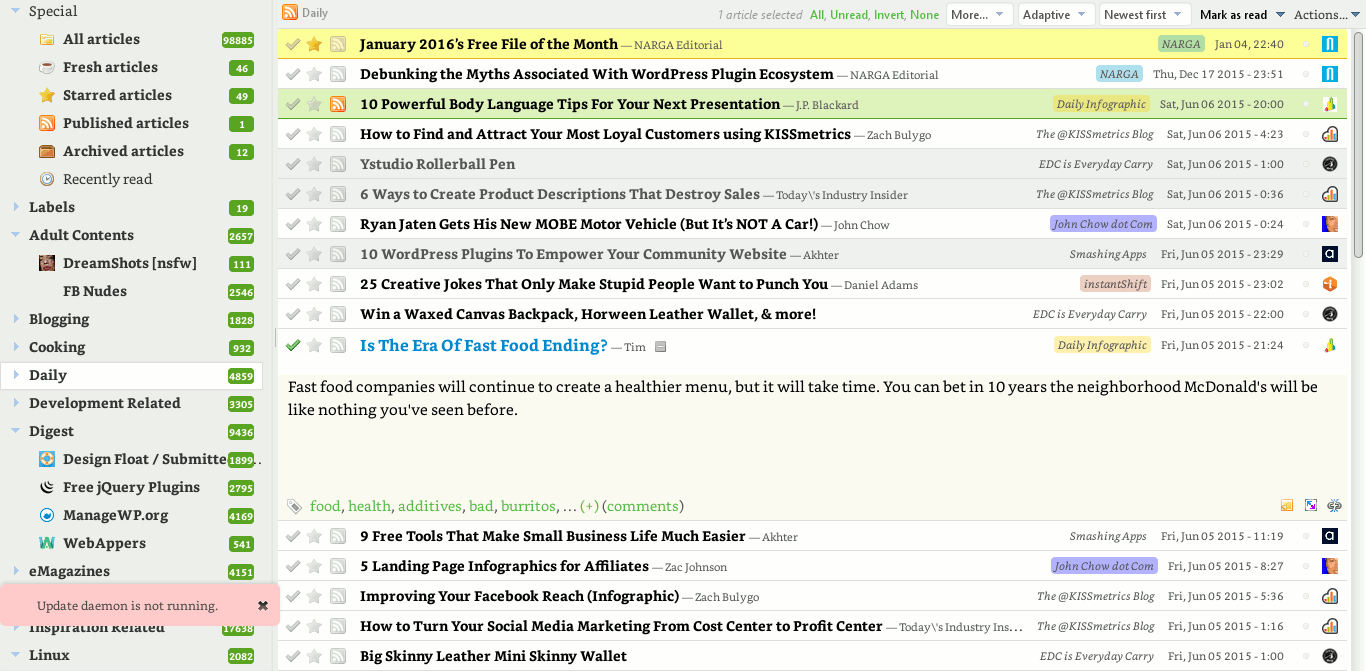 Special
All articles 98885
Fresh articles 46
Starred articles 49
Published articles 1
Archived articles 12
Recently read
Labels 19
Adult Contents 2657
DreamShots [nsfw] 111
FB Nudes 2546
Blogging 1828
Cooking 932
Daily 4859
Development Related 3305
Digest 9436
Design Float / Submitte 1899 …
Free jQuery Plugins 2795
ManageWP.org 4169
WebAppers 541
eMagazines 4151
Update daemon is not running. ✖
Inspiration Related 17638
Linux 2082
Daily 1 article selected All, Unread, Invert, None More... Adaptive Newest first Mark as read Actions...
January 2016's Free File of the Month — NARGA Editorial NARGA Jan 04, 22:40
Debunking the Myths Associated With WordPress Plugin Ecosystem — NARGA Editorial NARGA Thu, Dec 17 2015 - 23:51
10 Powerful Body Language Tips For Your Next Presentation — J.P. Blackard Daily Infographic Sat, Jun 06 2015 - 20:00
How to Find and Attract Your Most Loyal Customers using KISSmetrics — Zach Bulygo The @KISSmetrics Blog Sat, Jun 06 2015 - 4:23
Ystudio Rollerball Pen EDC is Everyday Carry Sat, Jun 06 2015 - 1:00
6 Ways to Create Product Descriptions That Destroy Sales — Today\'s Industry Insider The @KISSmetrics Blog Sat, Jun 06 2015 - 0:36
Ryan Jaten Gets His New MOBE Motor Vehicle (But It's NOT A Car!) — John Chow John Chow dot Com Sat, Jun 06 2015 - 0:24
10 WordPress Plugins To Empower Your Community Website — Akhter Smashing Apps Fri, Jun 05 2015 - 23:29
25 Creative Jokes That Only Make Stupid People Want to Punch You — Daniel Adams instantShift Fri, Jun 05 2015 - 23:02
Win a Waxed Canvas Backpack, Horween Leather Wallet, & more! EDC is Everyday Carry Fri, Jun 05 2015 - 22:00
Is The Era Of Fast Food Ending? — Tim Daily Infographic Fri, Jun 05 2015 - 21:24
Fast food companies will continue to create a healthier menu, but it will take time. You can bet in 10 years the neighborhood McDonald's will be
like nothing you've seen before.
food, health, additives, bad, burritos, … (+) (comments)
9 Free Tools That Make Small Business Life Much Easier — Akhter Smashing Apps Fri, Jun 05 2015 - 11:19
5 Landing Page Infographics for Affiliates — Zac Johnson John Chow dot Com Fri, Jun 05 2015 - 8:27
Improving Your Facebook Reach (Infographic) — Zach Bulygo The @KISSmetrics Blog Fri, Jun 05 2015 - 5:36
How to Turn Your Social Media Marketing From Cost Center to Profit Center — Today\'s Industry Ins… The @KISSmetrics Blog Fri, Jun 05 2015 - 1:16
Big Skinny Leather Mini Skinny Wallet EDC is Everyday Carry Fri, Jun 05 2015 - 1:00